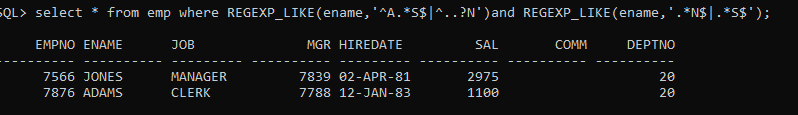 SQL> select * from emp where REGEXP_LIKE(ename,'^A.*S$|^..?N')and REGEXP_LIKE(ename,'.*N$|.*S$');
EMPNO ENAME JOB MGR HIREDATE SAL COMM DEPTNO
---------- ---------- --------- ---------- --------- ---------- ---------- ----------
7566 JONES MANAGER 7839 02-APR-81 2975 20
7876 ADAMS CLERK 7788 12-JAN-83 1100 20